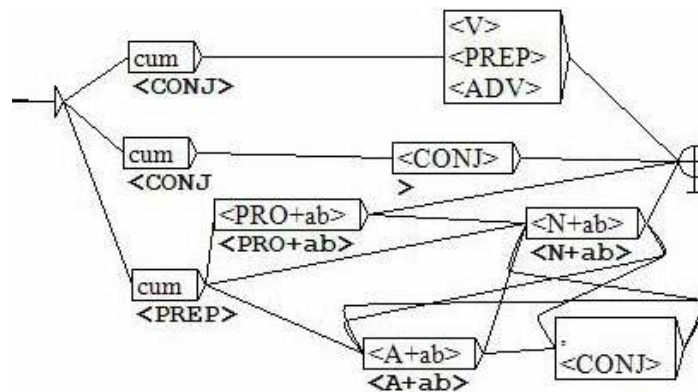 <V>
cum <PREP>
<CONJ> <ADV>
cum <CONJ>
<CONJ >
<PRO+ab> <N+ab>
<PRO+ab> <N+ab>
cum
<PREP>
<A+ab> <CONJ>
<A+ab>